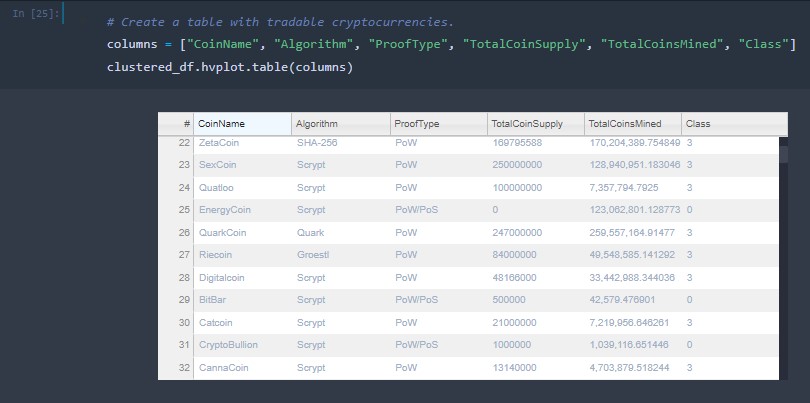 In [25]:
# Create a table with tradable cryptocurrencies.
columns = ["CoinName", "Algorithm", "ProofType", "TotalCoinSupply", "TotalCoinsMined", "Class"]
clustered_df.hvplot.table(columns)
# CoinName Algorithm ProofType TotalCoinSupply TotalCoinsMined Class
22 ZetaCoin SHA-256 PoW 169795588 170,204,389.754849 3
23 SexCoin Scrypt PoW 250000000 128,940,951.183046 3
24 Quatloo Scrypt PoW 100000000 7,357,794.7925 3
25 EnergyCoin Scrypt PoW/PoS 0 123,062,801.128773 0
26 QuarkCoin Quark PoW 247000000 259,557,164.91477 3
27 Riecoin Groestl PoW 84000000 49,548,585.141292 3
28 Digitalcoin Scrypt PoW 48166000 33,442,988.344036 3
29 BitBar Scrypt PoW/PoS 500000 42,579.476901 0
30 Catcoin Scrypt PoW 21000000 7,219,956.646261 3
31 CryptoBullion Scrypt PoW/PoS 1000000 1,039,116.651446 0
32 CannaCoin Scrypt PoW 13140000 4,703,879.518244 3